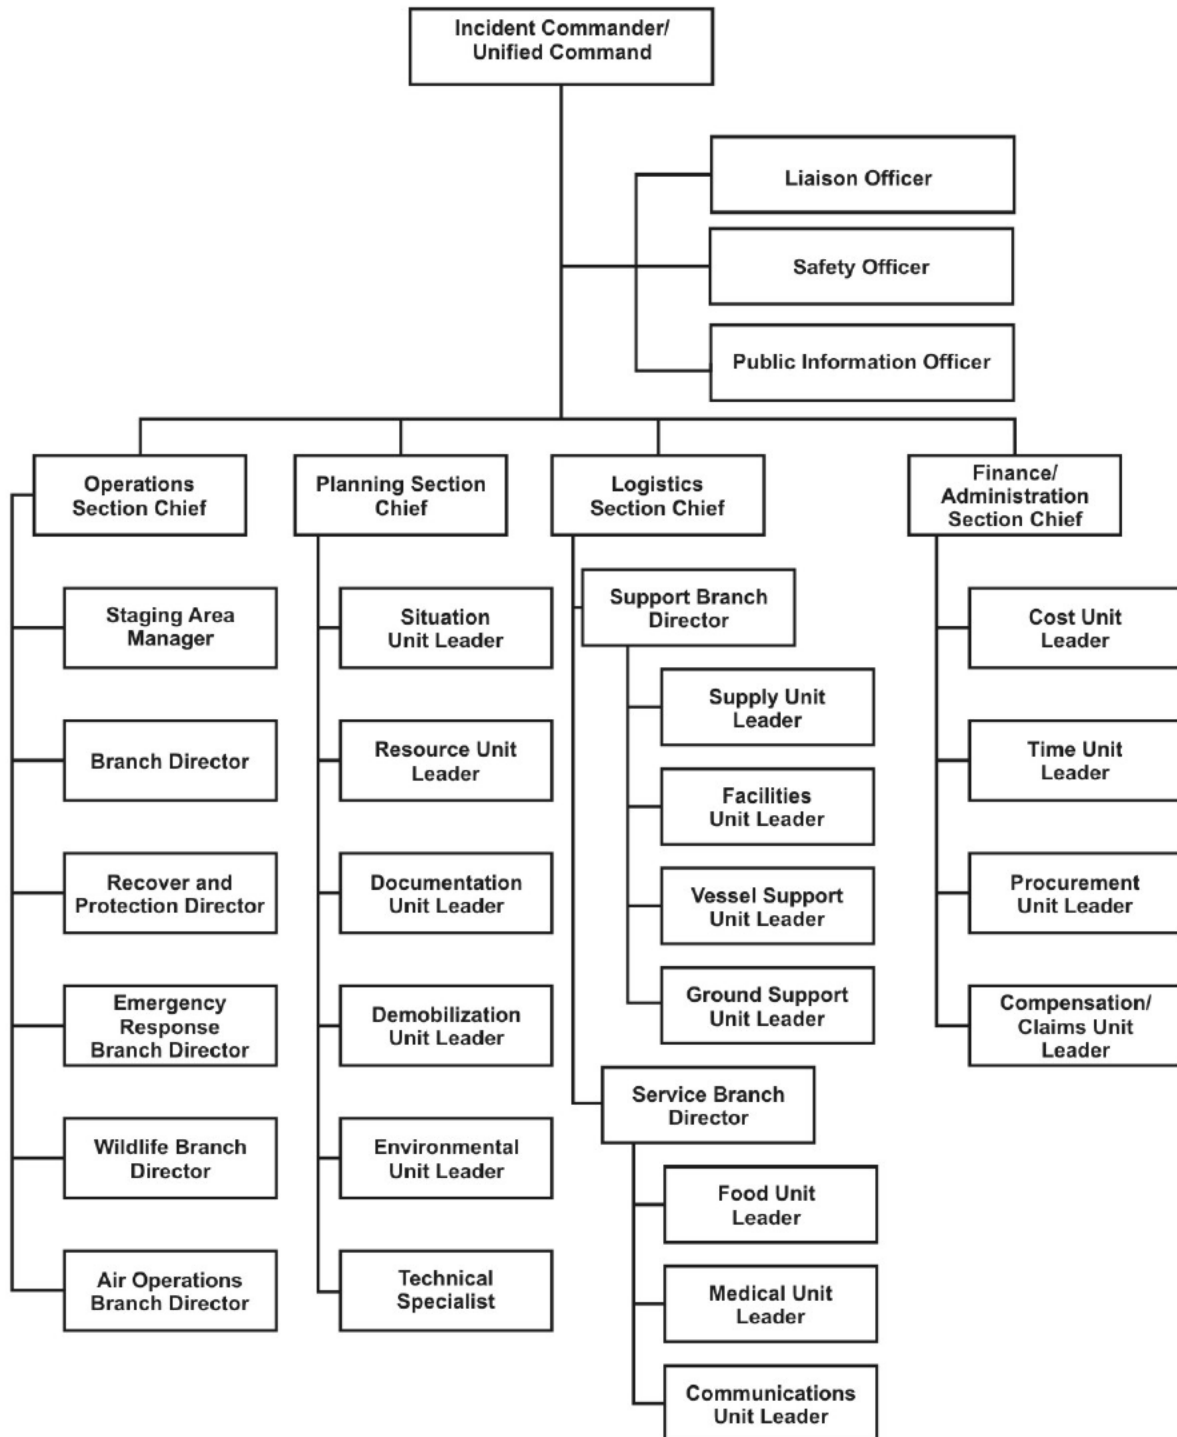 Incident Commander/
Unified Command
Liaison Officer
Safety Officer
Public Information Officer
Operations
Section Chief
Planning Section
Chief
Logistics
Section Chief
Finance/
Administration
Section Chief
Staging Area
Manager
Branch Director
Recover and
Protection Director
Emergency
Response
Branch Director
Wildlife Branch
Director
Air Operations
Branch Director
Situation
Unit Leader
Resource Unit
Leader
Documentation
Unit Leader
Demobilization
Unit Leader
Environmental
Unit Leader
Technical
Specialist
Support Branch
Director
Supply Unit
Leader
Facilities
Unit Leader
Vessel Support
Unit Leader
Ground Support
Unit Leader
Service Branch
Director
Food Unit
Leader
Medical Unit
Leader
Communications
Unit Leader
Cost Unit
Leader
Time Unit
Leader
Procurement
Unit Leader
Compensation/
Claims Unit
Leader